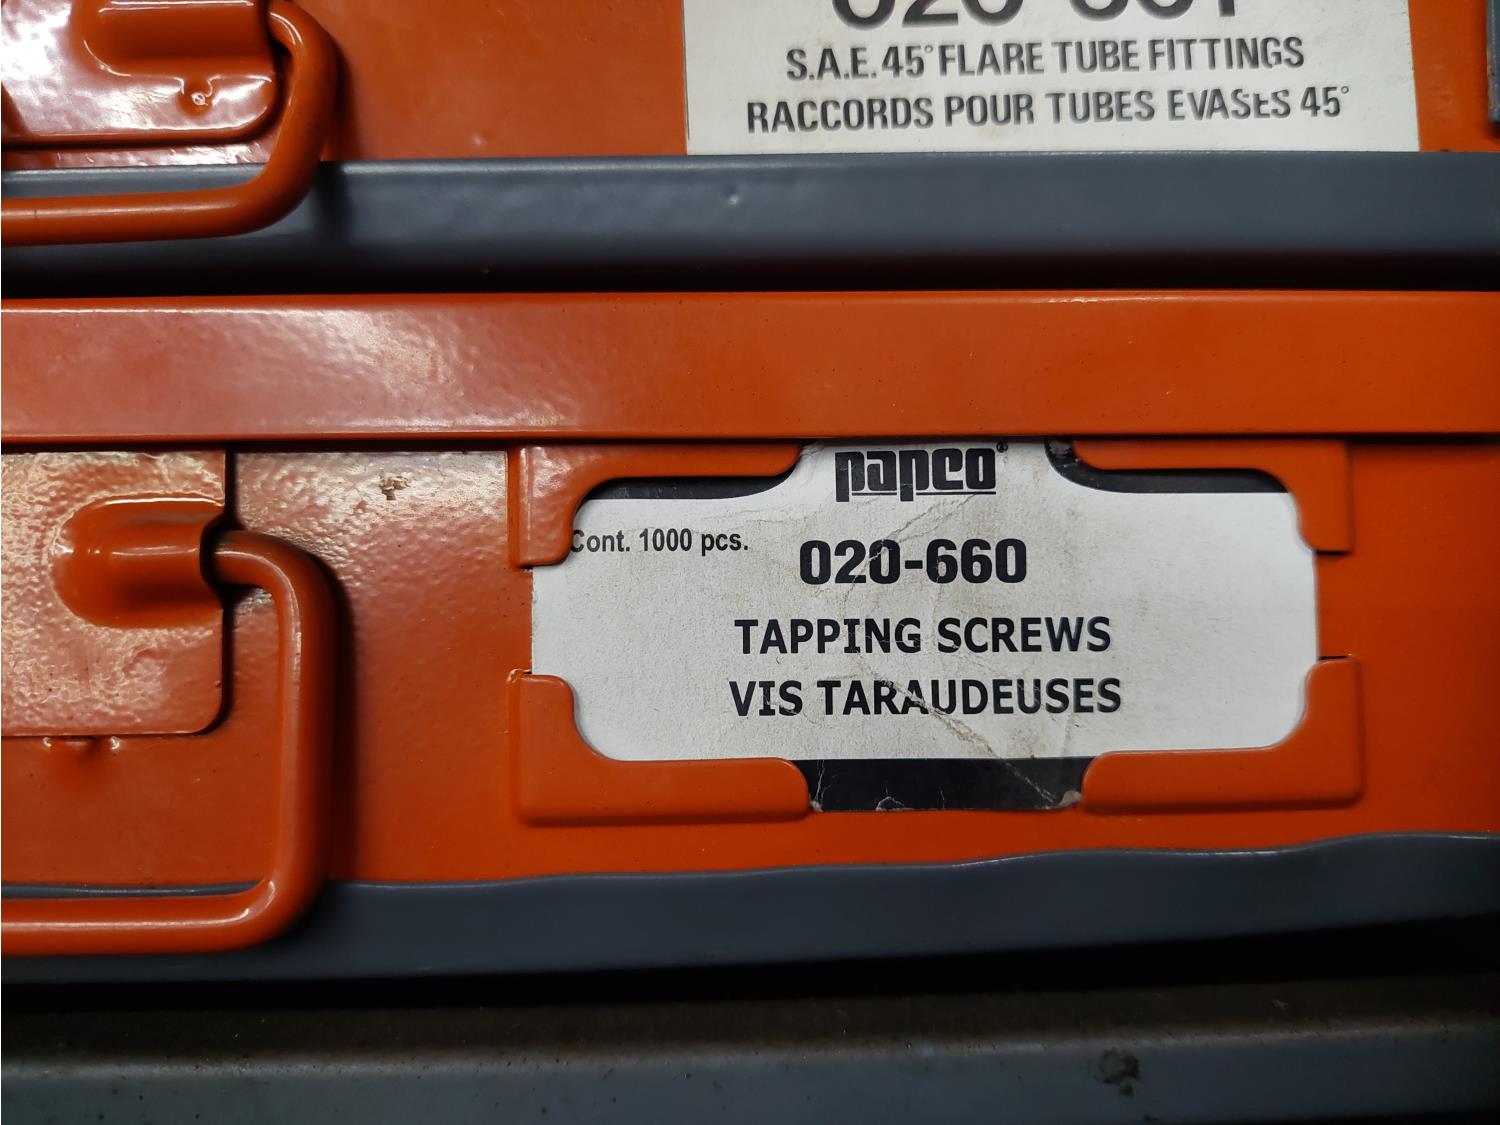 S.A.E. 45° FLARE TUBE FITTINGS
RACCORDS POUR TUBES EVASES 45°
papco®
Cont. 1000 pcs.
020-660
TAPPING SCREWS
VIS TARAUDEUSES